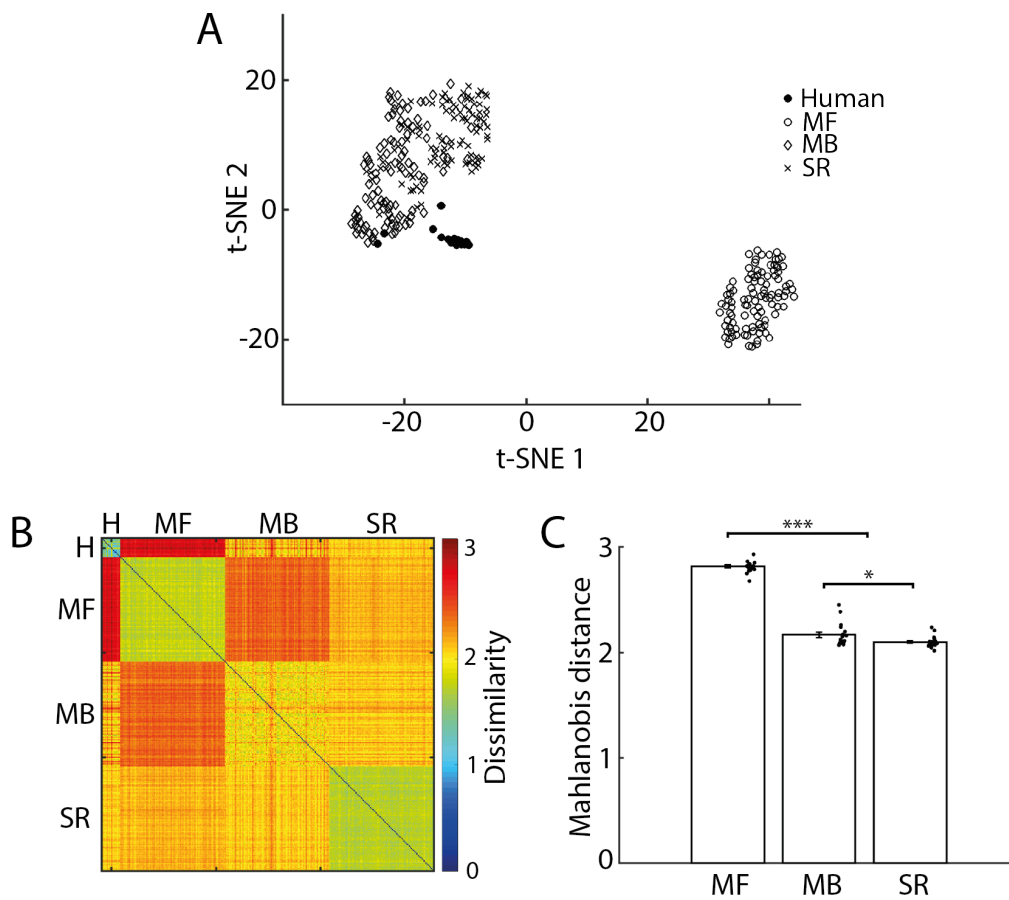 A
20
0
-20
t-SNE 2
-20
0
20
t-SNE 1
Human
MF
MB
SR
B
H
MF
MB
SR
H
MF
MB
SR
3
2
1
0
Dissimilarity
C
***
*
3
2
1
0
Mahlanobis distance
MF
MB
SR